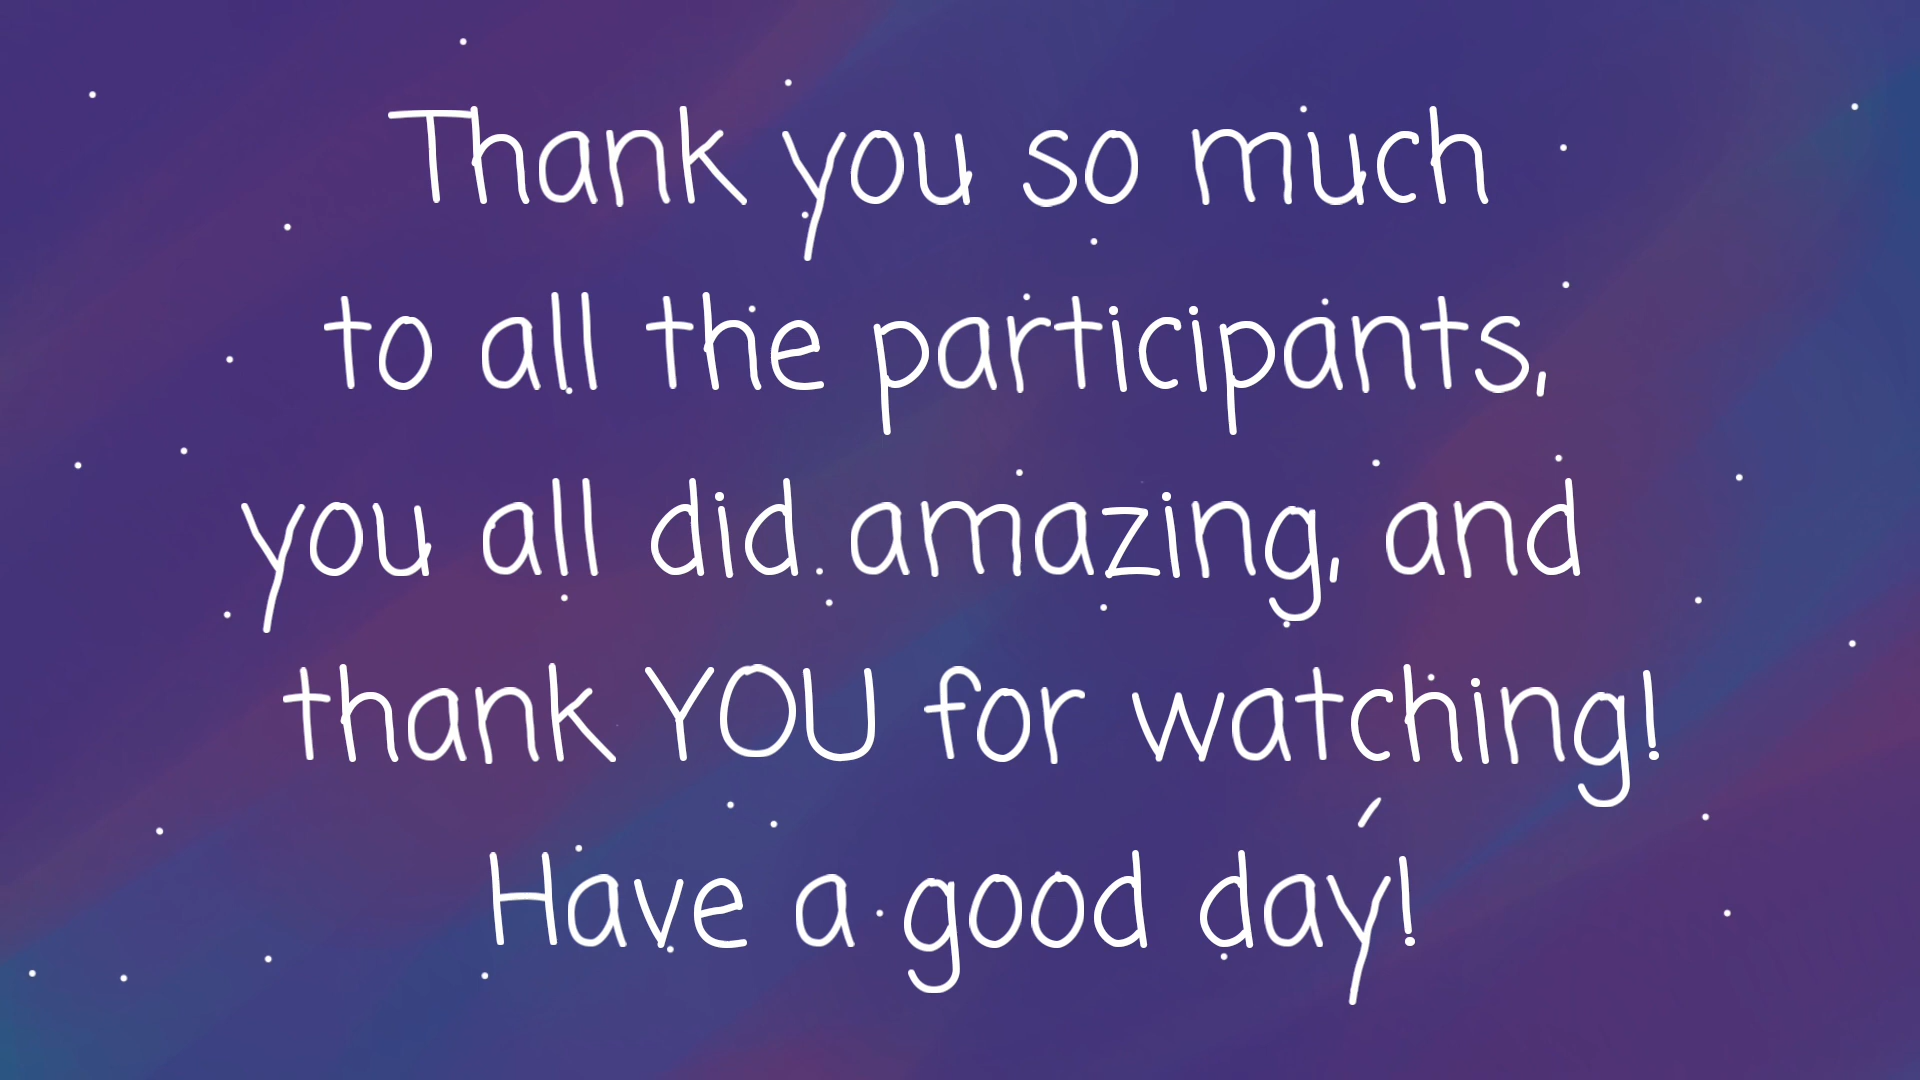 Thank you so much
to all the participants,
you all did amazing, and
thank YOU for watching!
Have a good day!